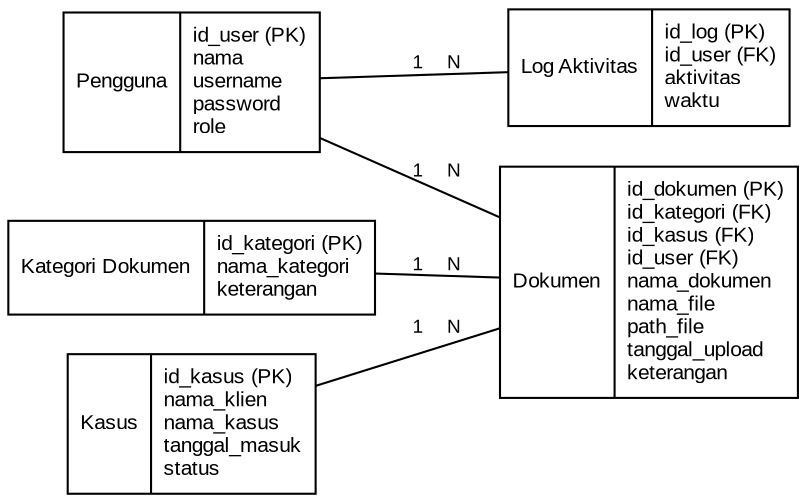 Pengguna
id_user (PK)
nama
username
password
role
1 N
Log Aktivitas
id_log (PK)
id_user (FK)
aktivitas
waktu
1 N
Kategori Dokumen
id_kategori (PK)
nama_kategori
keterangan
1 N
Dokumen
id_dokumen (PK)
id_kategori (FK)
id_kasus (FK)
id_user (FK)
nama_dokumen
nama_file
path_file
tanggal_upload
keterangan
1 N
Kasus
id_kasus (PK)
nama_klien
nama_kasus
tanggal_masuk
status